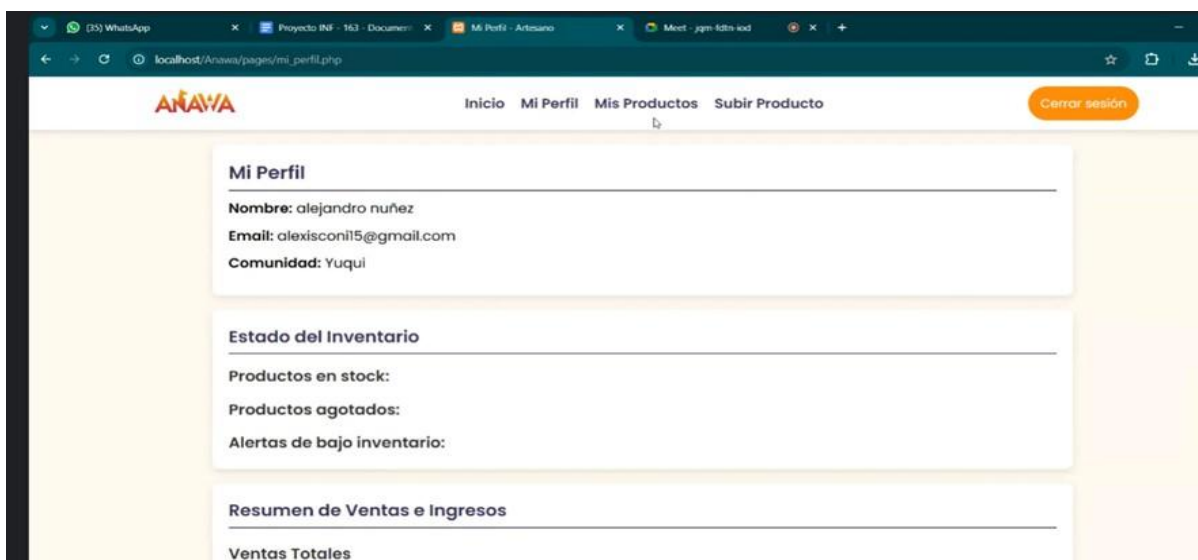 (35) WhatsApp
Proyecto INF - 163 - Documen
Mi Perfil - Artesano
Meet - jqm-fdtn-iod
localhost/Anawa/pages/mi_perfil.php
AÑAWA
Inicio Mi Perfil Mis Productos Subir Producto
Cerrar sesión
Mi Perfil
Nombre: alejandro nuñez
Email: alexisconi15@gmail.com
Comunidad: Yuqui
Estado del Inventario
Productos en stock:
Productos agotados:
Alertas de bajo inventario:
Resumen de Ventas e Ingresos
Ventas Totales